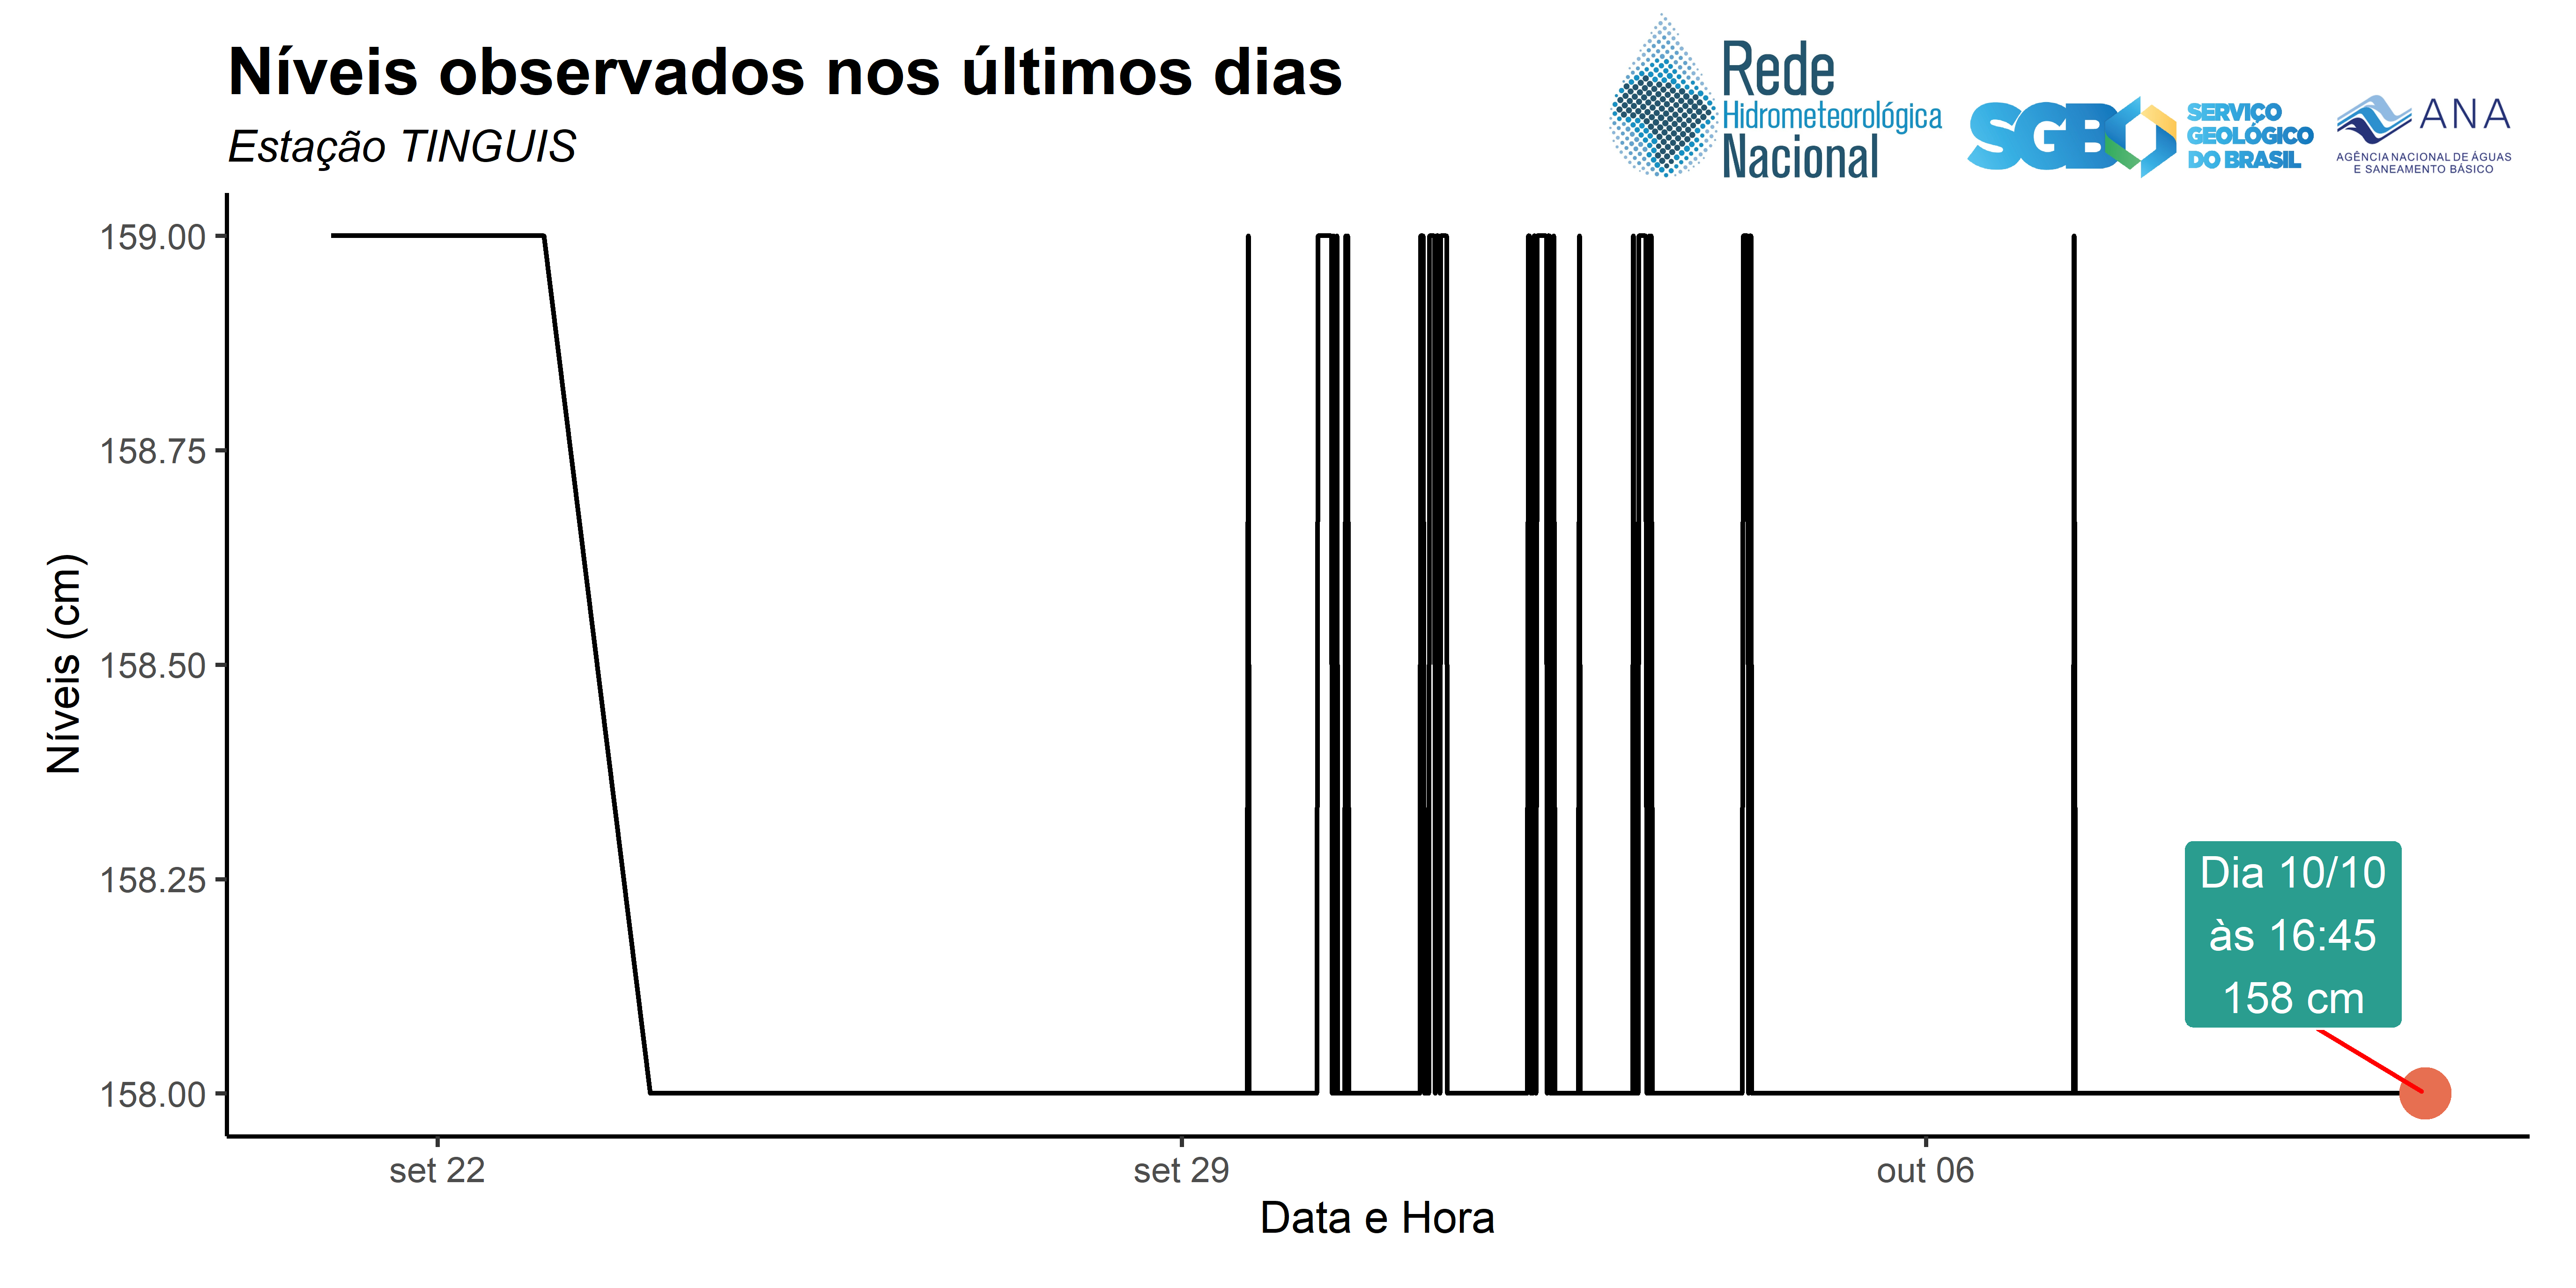 Níveis observados nos últimos dias
Estação TINGUIS
Rede
Hidrometeorológica
Nacional
SGB
SERVIÇO
GEOLÓGICO
DO BRASIL
ANA
AGÊNCIA NACIONAL DE ÁGUAS
E SANEAMENTO BÁSICO
Níveis (cm)
159.00
158.75
158.50
158.25
158.00
Dia 10/10
às 16:45
158 cm
set 22
set 29
out 06
Data e Hora